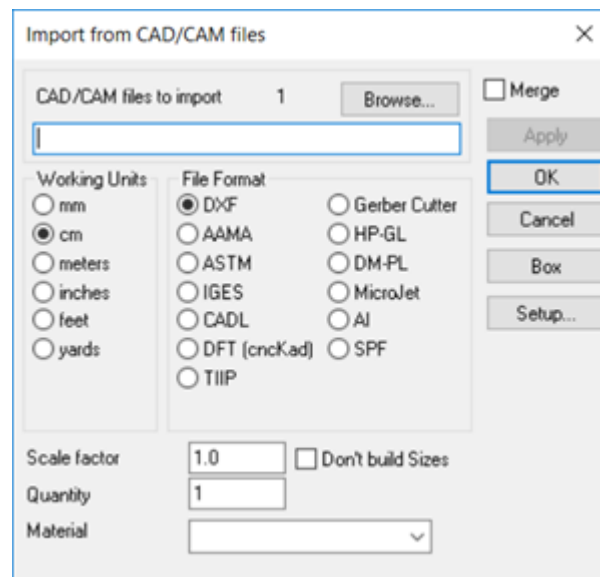 Import from CAD/CAM files
CAD/CAM files to import 1 Browse...
Merge
Apply
OK
Cancel
Box
Setup...
Working Units
mm
cm
meters
inches
feet
yards
File Format
DXF
AAMA
ASTM
IGES
CADL
DFT (cncKad)
TIIP
Gerber Cutter
HP-GL
DM-PL
MicroJet
AI
SPF
Scale factor 1.0 Don't build Sizes
Quantity 1
Material